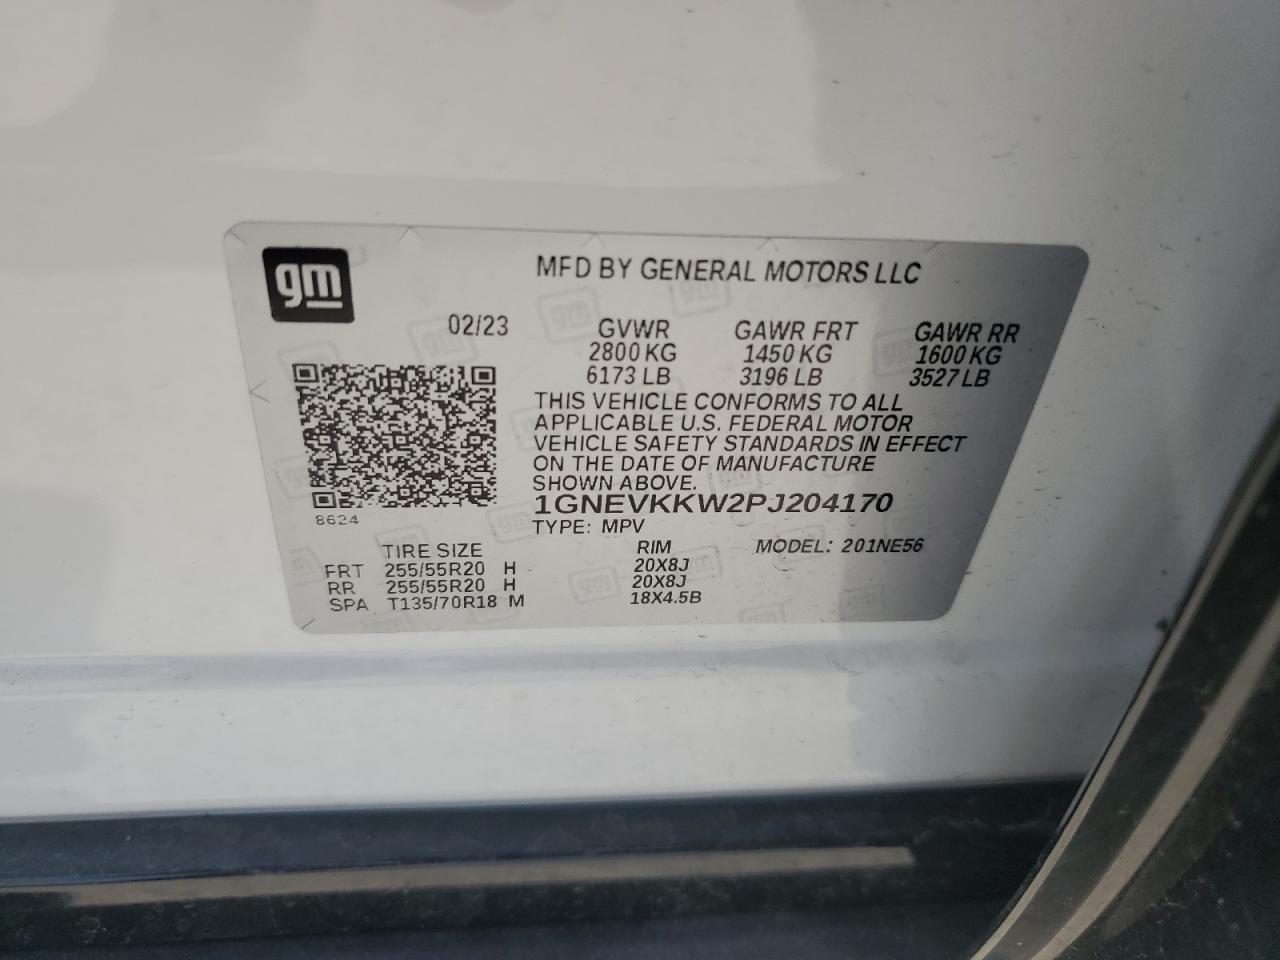 gm
MFD BY GENERAL MOTORS LLC
02/23 GVWR GAWR FRT GAWR RR
2800 KG 1450 KG 1600 KG
6173 LB 3196 LB 3527 LB
THIS VEHICLE CONFORMS TO ALL
APPLICABLE U.S. FEDERAL MOTOR
VEHICLE SAFETY STANDARDS IN EFFECT
ON THE DATE OF MANUFACTURE
SHOWN ABOVE.
1GNEVKKW2PJ204170
8624
TYPE: MPV
TIRE SIZE RIM MODEL: 201NE56
FRT 255/55R20 H 20X8J
RR 255/55R20 H 20X8J
SPA T135/70R18 M 18X4.5B